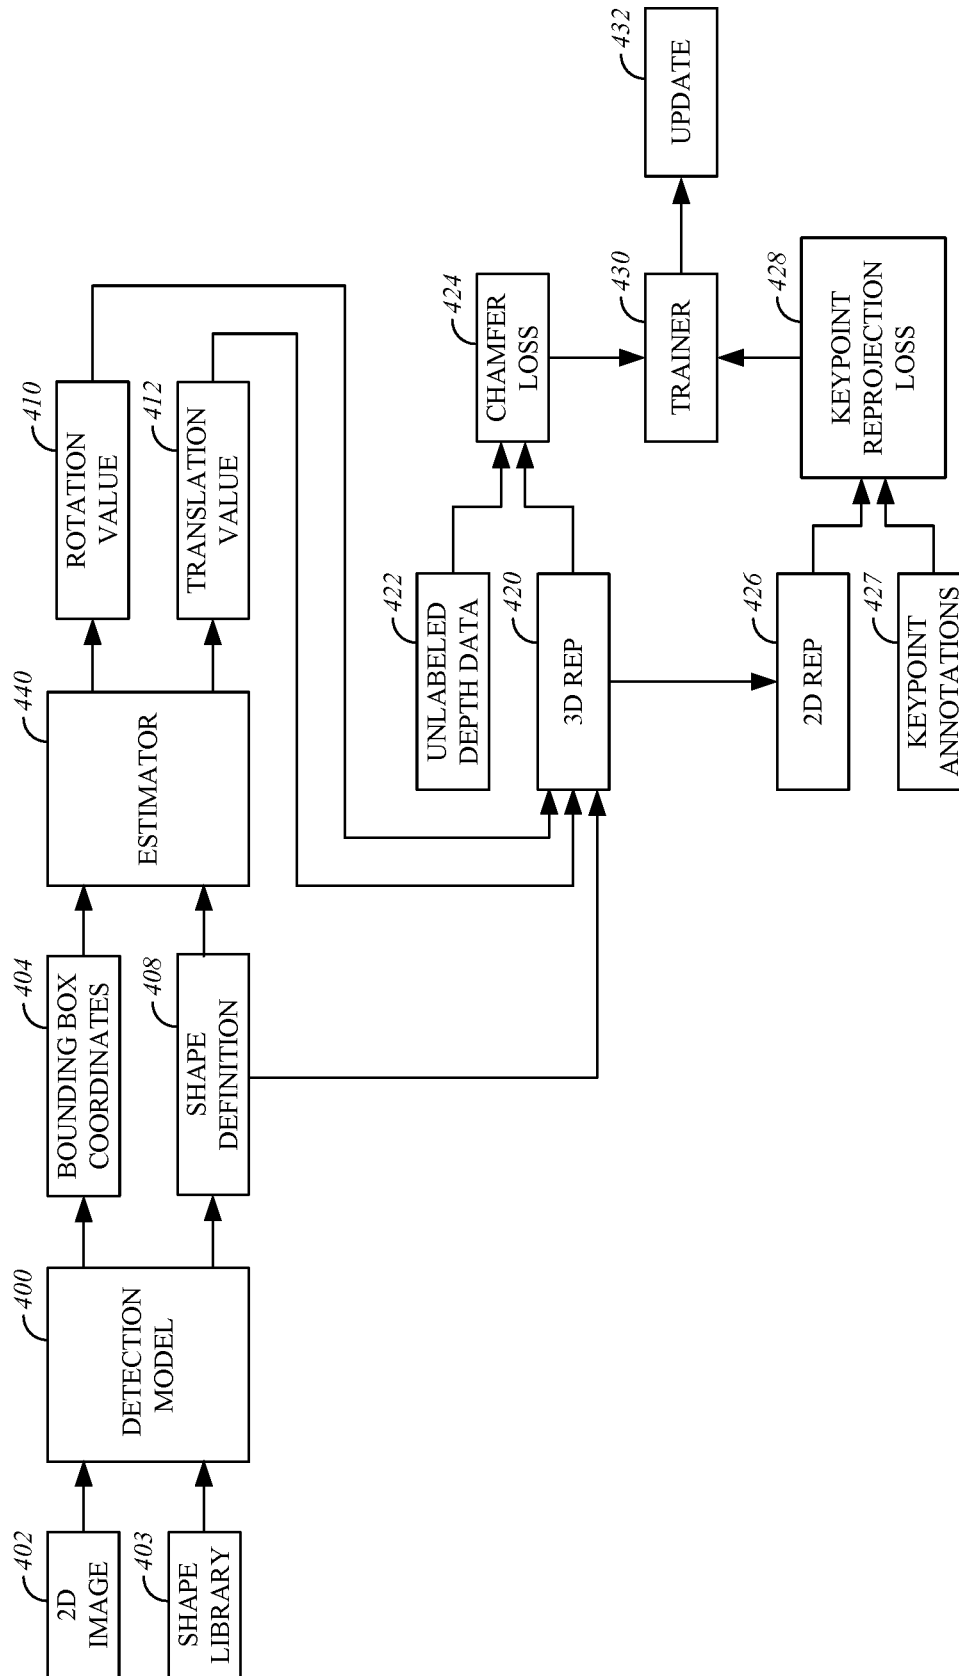 402
2D
IMAGE
403
SHAPE
LIBRARY
400
DETECTION
MODEL
404
BOUNDING BOX
COORDINATES
408
SHAPE
DEFINITION
440
ESTIMATOR
410
ROTATION
VALUE
412
TRANSLATION
VALUE
422
UNLABELED
DEPTH DATA
420
3D REP
424
CHAMFER
LOSS
426
2D REP
427
KEYPOINT
ANNOTATIONS
428
KEYPOINT
REPROJECTION
LOSS
430
TRAINER
432
UPDATE